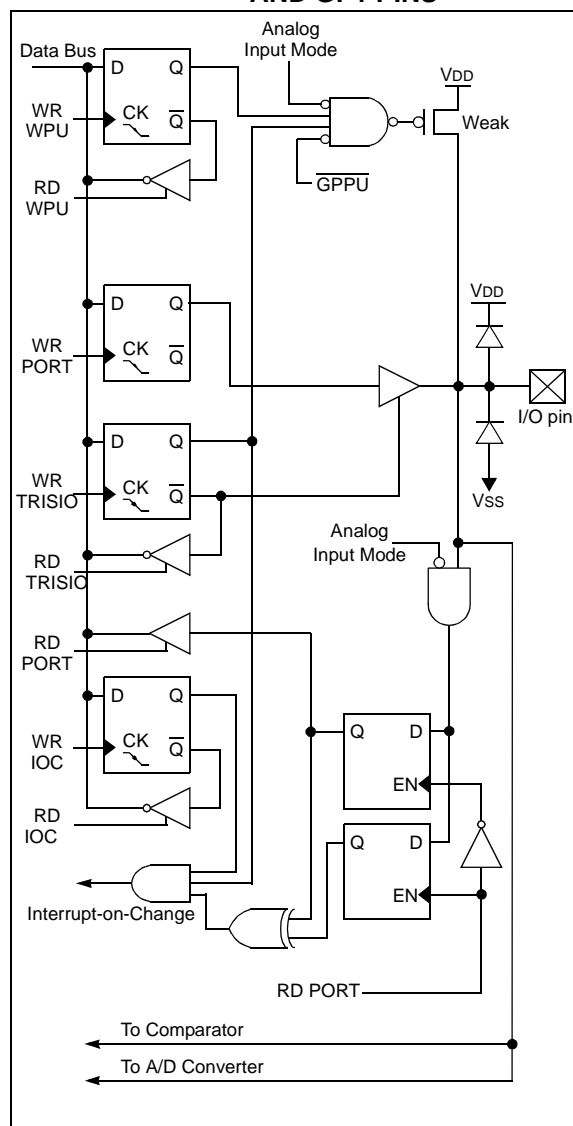 AND GP1 PINS
Analog
Input Mode
Data Bus
D Q
VDD
WR
WPU
CK
Q
Weak
RD
WPU
GPPU
D Q
VDD
WR
PORT
CK
Q
I/O pin
D Q
WR
TRISIO
CK
Q
VSS
Analog
Input Mode
RD
TRISIO
RD
PORT
D Q
Q D
WR
IOC
CK
Q
EN
RD
IOC
Q D
EN
Interrupt-on-Change
RD PORT
To Comparator
To A/D Converter